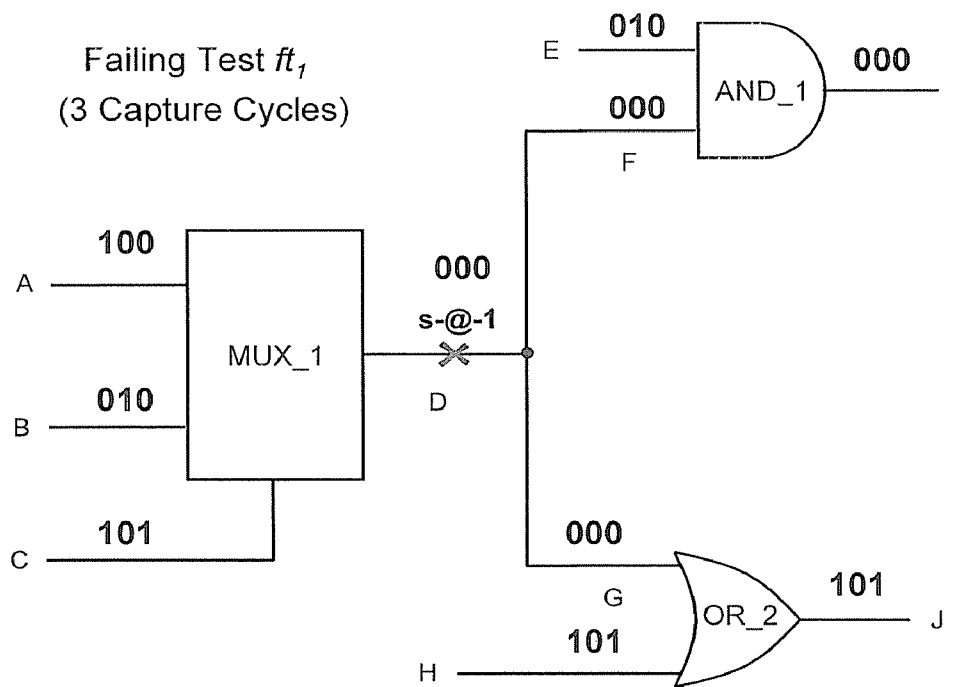 Failing Test ft1
(3 Capture Cycles)
E
010
000
F
AND_1
000
A
100
B
010
C
101
MUX_1
000
s-@-1
D
000
G
H
101
OR_2
101
J